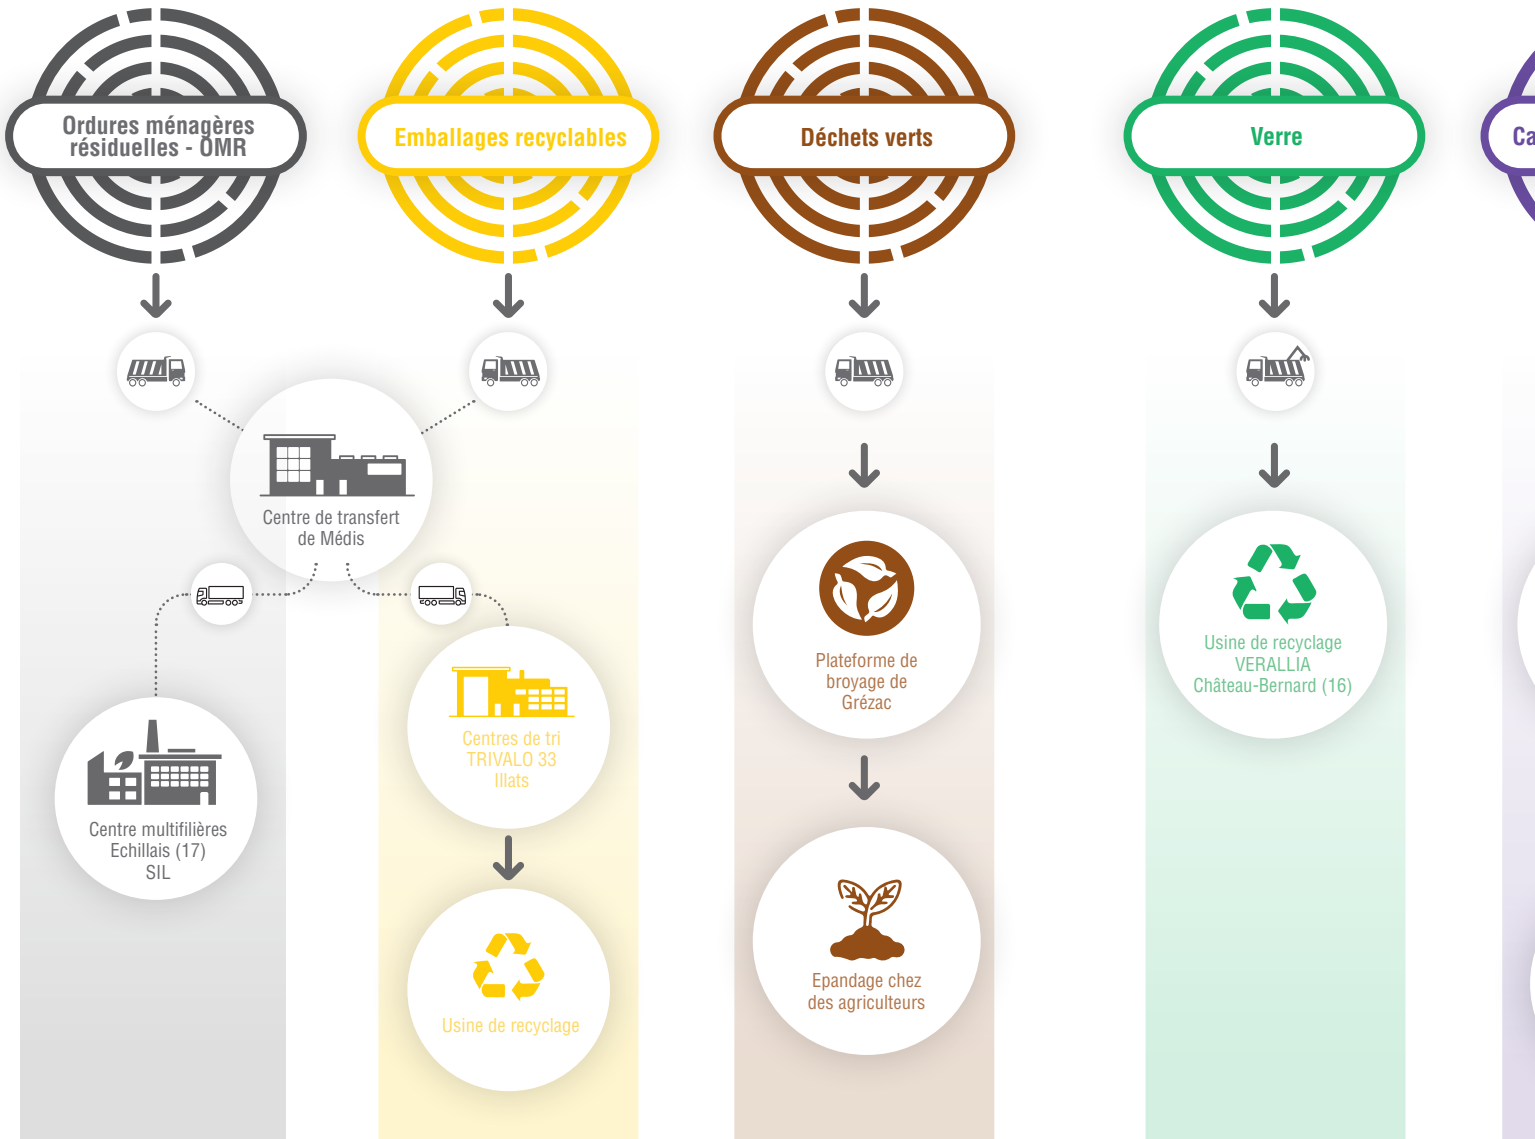 Ordures ménagères
résiduelles - OMR
Emballages recyclables
Déchets verts
Verre
Centre de transfert
de Médis
Centre multifilières
Echillais (17)
SIL
Centres de tri
TRIVALO 33
Illats
Usine de recyclage
Plateforme de
broyage de
Grézac
Epandage chez
des agriculteurs
Usine de recyclage
VERALLIA
Château-Bernard (16)